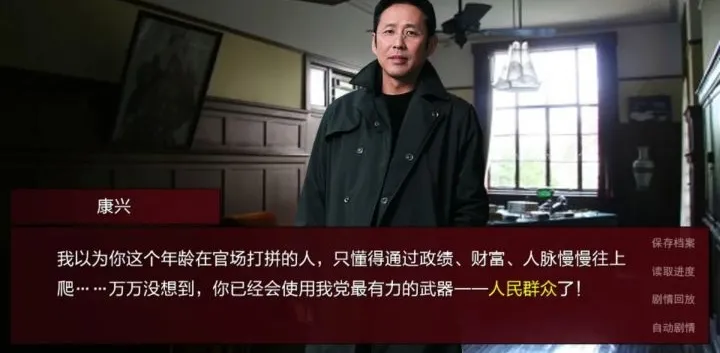 康兴
我以为你这个年龄在官场打拼的人，只懂得通过政绩、财富、人脉慢慢往上
爬……万万没想到，你已经会使用我党最有力的武器——人民群众了！
保存档案
读取进度
剧情回放
自动剧情